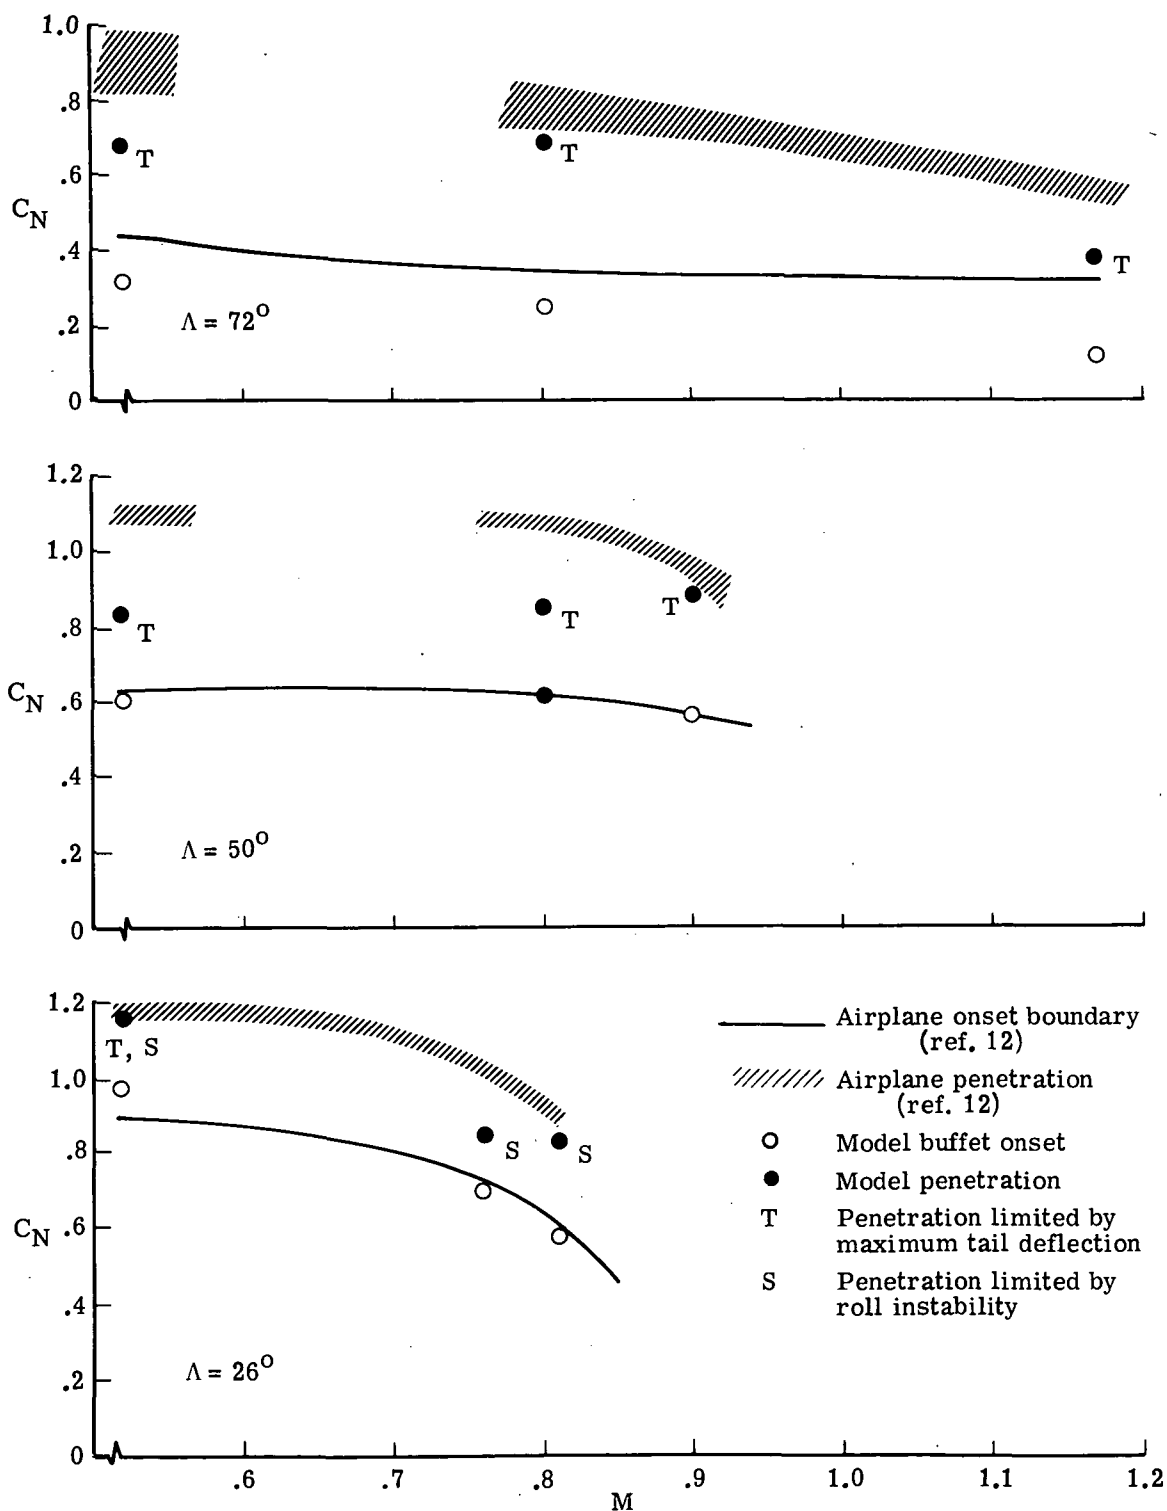 1.0
.8
.6
C_N
.4
.2
0
Λ = 72°
T
T
T
1.2
1.0
.8
C_N
.6
.4
.2
0
Λ = 50°
T
T
T
1.2
1.0
.8
C_N
.6
.4
.2
0
T, S
S
S
Λ = 26°
Airplane onset boundary
(ref. 12)
Airplane penetration
(ref. 12)
Model buffet onset
Model penetration
T Penetration limited by
maximum tail deflection
S Penetration limited by
roll instability
.6 .7 .8 .9 1.0 1.1 1.2
M